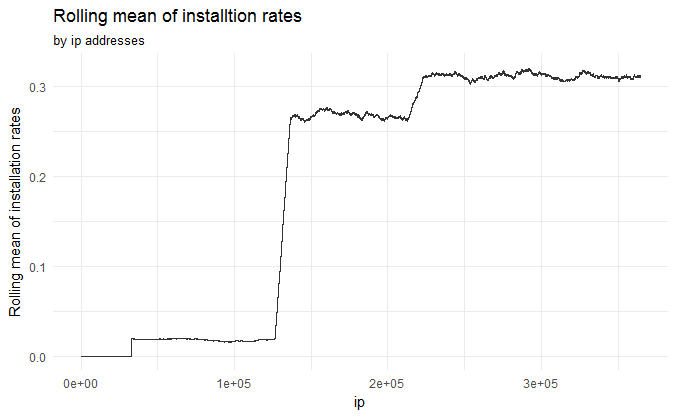 Rolling mean of installtion rates
by ip addresses
Rolling mean of installation rates
0.3
0.2
0.1
0.0
0e+00
1e+05
2e+05
3e+05
ip